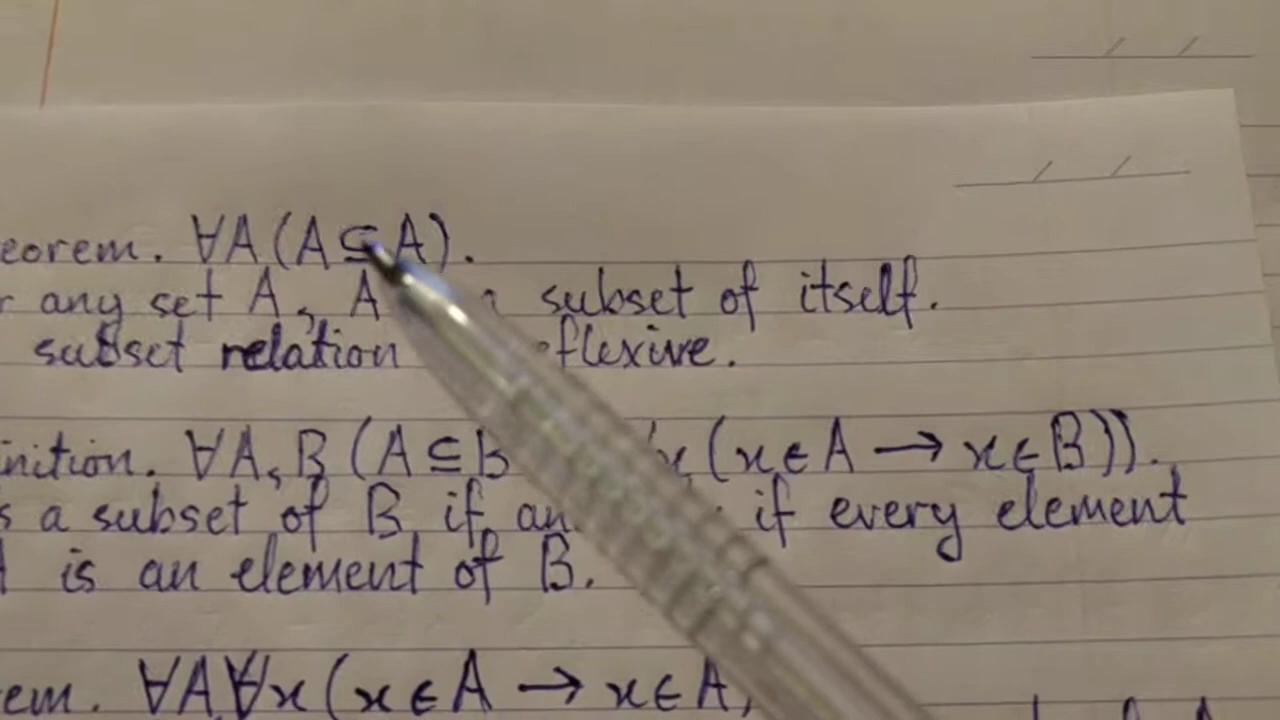 eorem. ∀A(A⊆A).
r any set A, A subset of itself.
subset relation eflexive.
inition. ∀A,B (A⊆B x(x∈A → x∈B)).
s a subset of B if an if every element
is an element of B.
em. ∀A∀x(x∈A → x∈A